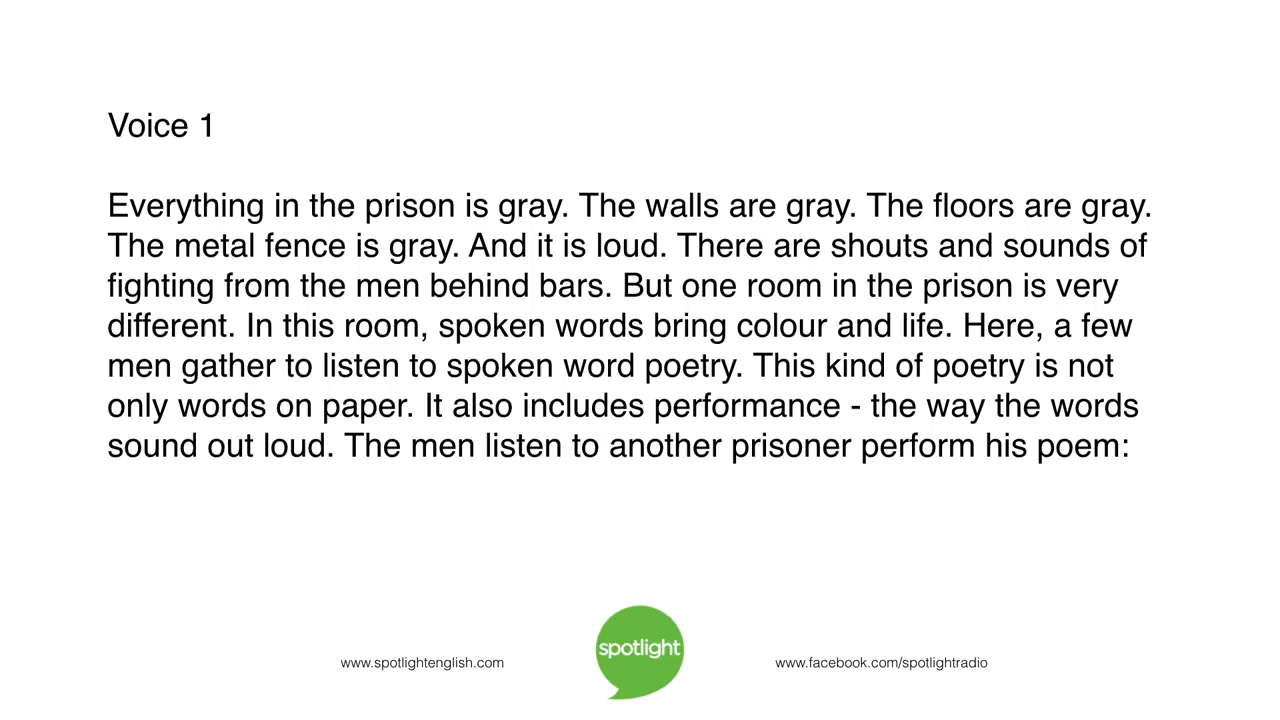 Voice 1
Everything in the prison is gray. The walls are gray. The floors are gray.
The metal fence is gray. And it is loud. There are shouts and sounds of
fighting from the men behind bars. But one room in the prison is very
different. In this room, spoken words bring colour and life. Here, a few
men gather to listen to spoken word poetry. This kind of poetry is not
only words on paper. It also includes performance - the way the words
sound out loud. The men listen to another prisoner perform his poem:
www.spotlightenglish.com
spotlight
www.facebook.com/spotlightradio